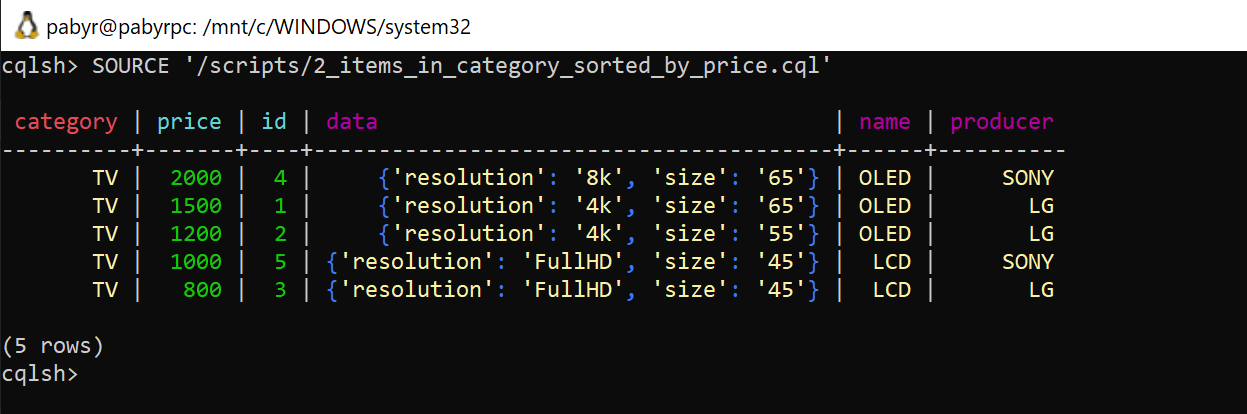 pabyr@pabyrpc: /mnt/c/WINDOWS/system32
cqlsh> SOURCE '/scripts/2_items_in_category_sorted_by_price.cql'
 category | price | id | data                                    | name | producer
----------+-------+----+-----------------------------------------+------+----------
       TV |  2000 |  4 |     {'resolution': '8k', 'size': '65'} | OLED |     SONY
       TV |  1500 |  1 |     {'resolution': '4k', 'size': '65'} | OLED |       LG
       TV |  1200 |  2 |     {'resolution': '4k', 'size': '55'} | OLED |       LG
       TV |  1000 |  5 | {'resolution': 'FullHD', 'size': '45'} |  LCD |     SONY
       TV |   800 |  3 | {'resolution': 'FullHD', 'size': '45'} |  LCD |       LG
(5 rows)
cqlsh>